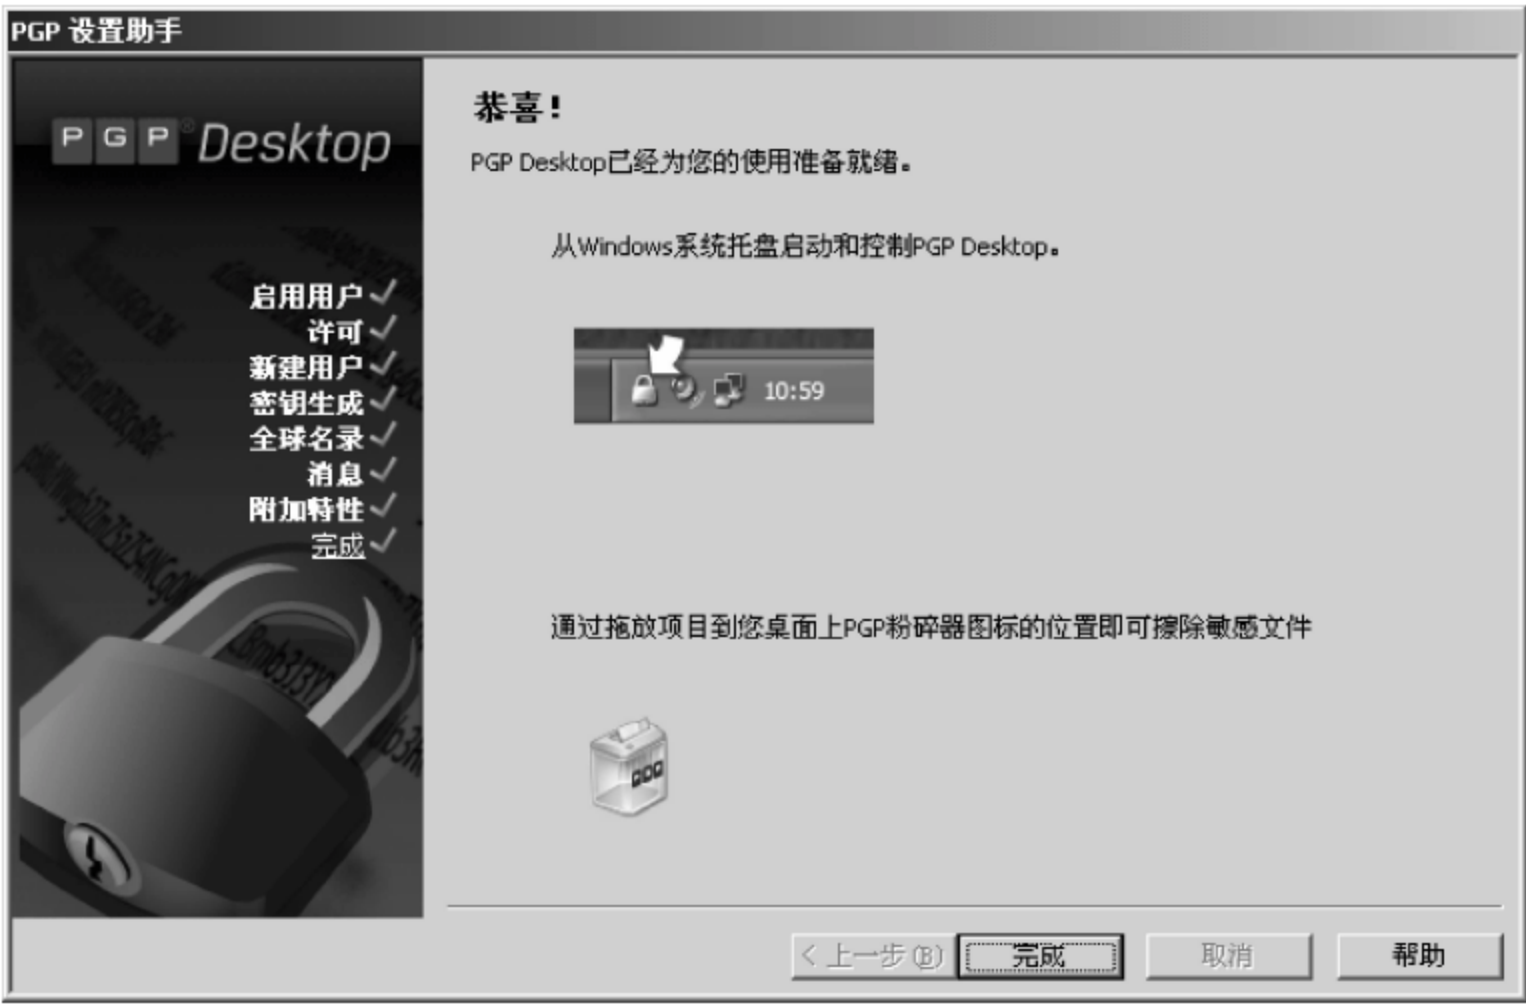 PGP 设置助手
PGP® Desktop
启用用户✓
许可✓
新建用户✓
密钥生成✓
全球名录✓
消息✓
附加特性✓
完成✓
恭喜！
PGP Desktop已经为您的使用准备就绪。
从Windows系统托盘启动和控制PGP Desktop。
10:59
通过拖放项目到您桌面上PGP粉碎器图标的位置即可擦除敏感文件
PGP
< 上一步(B)
完成
取消
帮助